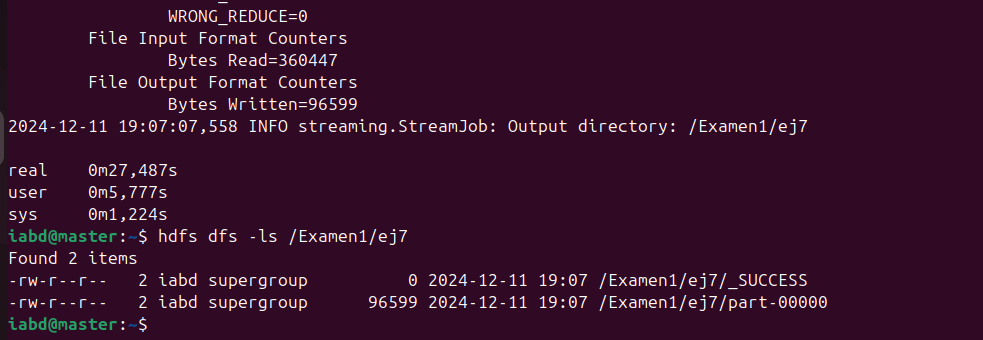 WRONG_REDUCE=0
File Input Format Counters
Bytes Read=360447
File Output Format Counters
Bytes Written=96599
2024-12-11 19:07:07,558 INFO streaming.StreamJob: Output directory: /Examen1/ej7
real    0m27,487s
user    0m5,777s
sys     0m1,224s
iabd@master:~$ hdfs dfs -ls /Examen1/ej7
Found 2 items
-rw-r--r--   2 iabd supergroup          0 2024-12-11 19:07 /Examen1/ej7/_SUCCESS
-rw-r--r--   2 iabd supergroup      96599 2024-12-11 19:07 /Examen1/ej7/part-00000
iabd@master:~$